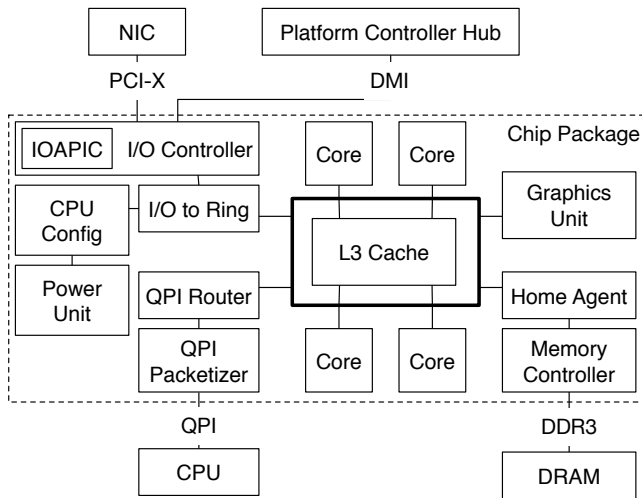 NIC
Platform Controller Hub
PCI-X
DMI
Chip Package
IOAPIC
I/O Controller
Core
Core
CPU
Config
I/O to Ring
Graphics
Unit
L3 Cache
Power
Unit
QPI Router
Home Agent
QPI
Packetizer
Core
Core
Memory
Controller
QPI
DDR3
CPU
DRAM